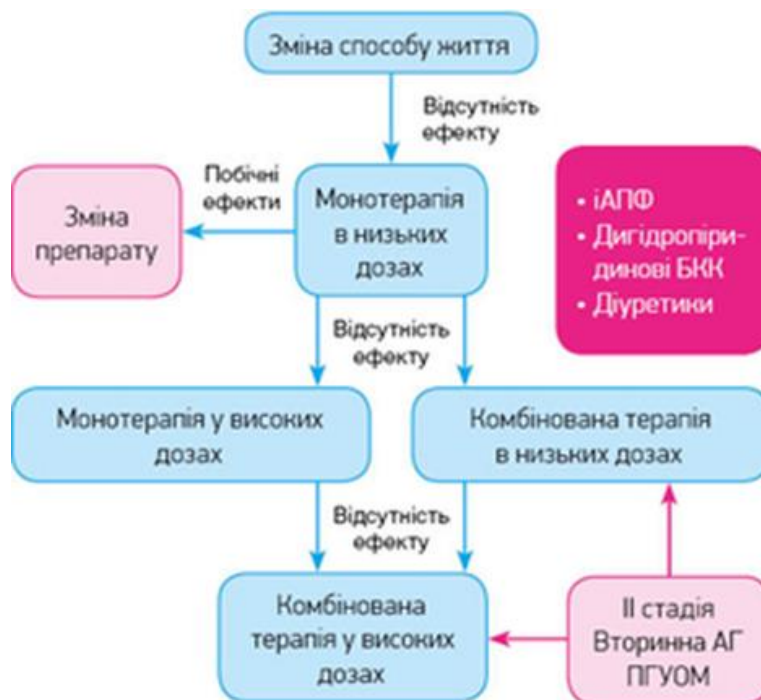 Зміна способу життя
Відсутність
ефекту
Побічні
ефекти
Зміна
препарату
Монотерапія
в низьких
дозах
• іАПФ
• Дигідропіри-
динові БКК
• Діуретики
Відсутність
ефекту
Монотерапія у високих
дозах
Комбінована терапія
в низьких дозах
Відсутність
ефекту
Комбінована
терапія у високих
дозах
II стадія
Вторинна АГ
ПГУОМ